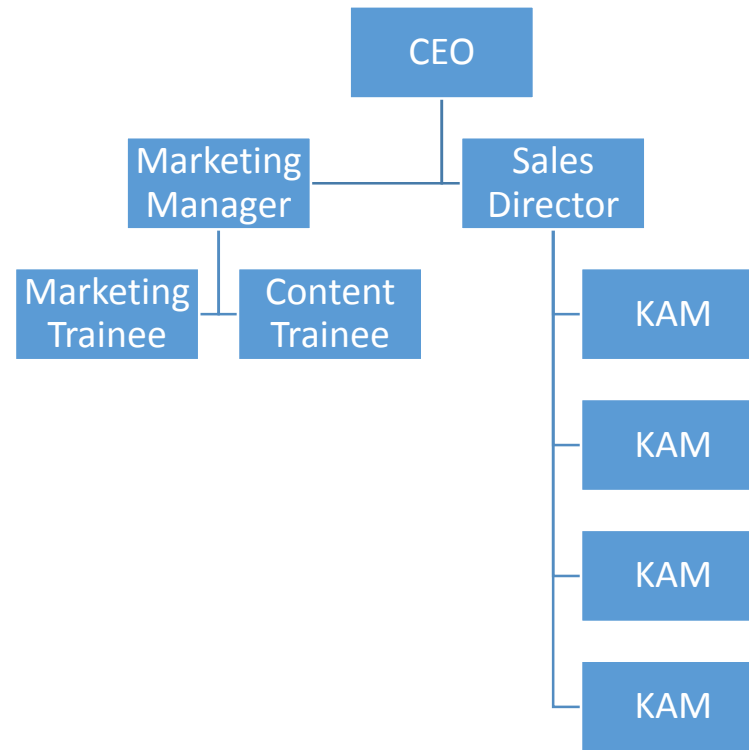 CEO
Marketing
Manager
Sales
Director
Marketing
Trainee
Content
Trainee
KAM
KAM
KAM
KAM